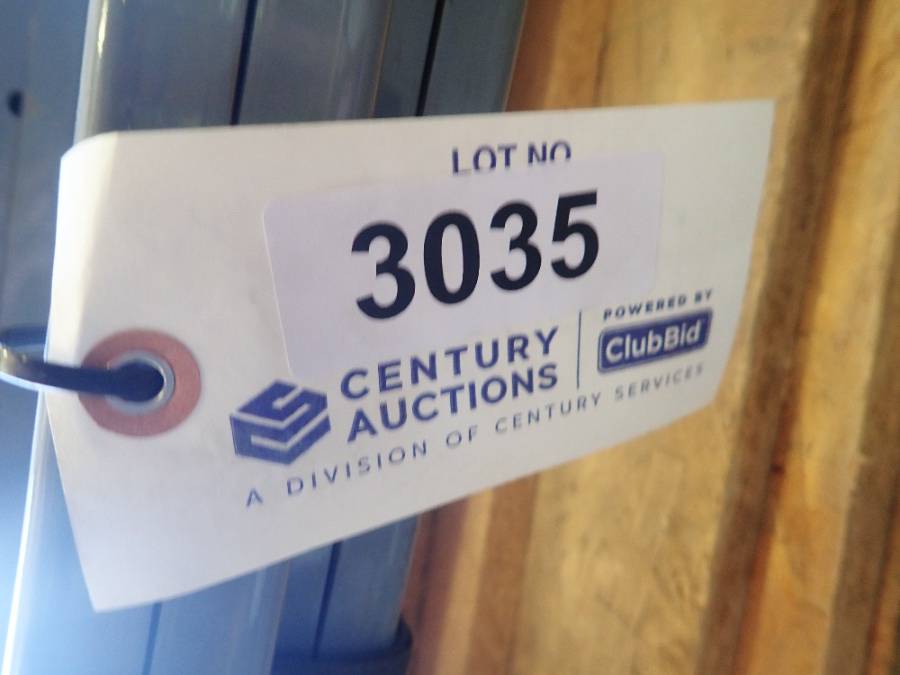 LOT NO
3035
CENTURY
AUCTIONS
POWERED BY
ClubBid
A DIVISION OF CENTURY SERVICES